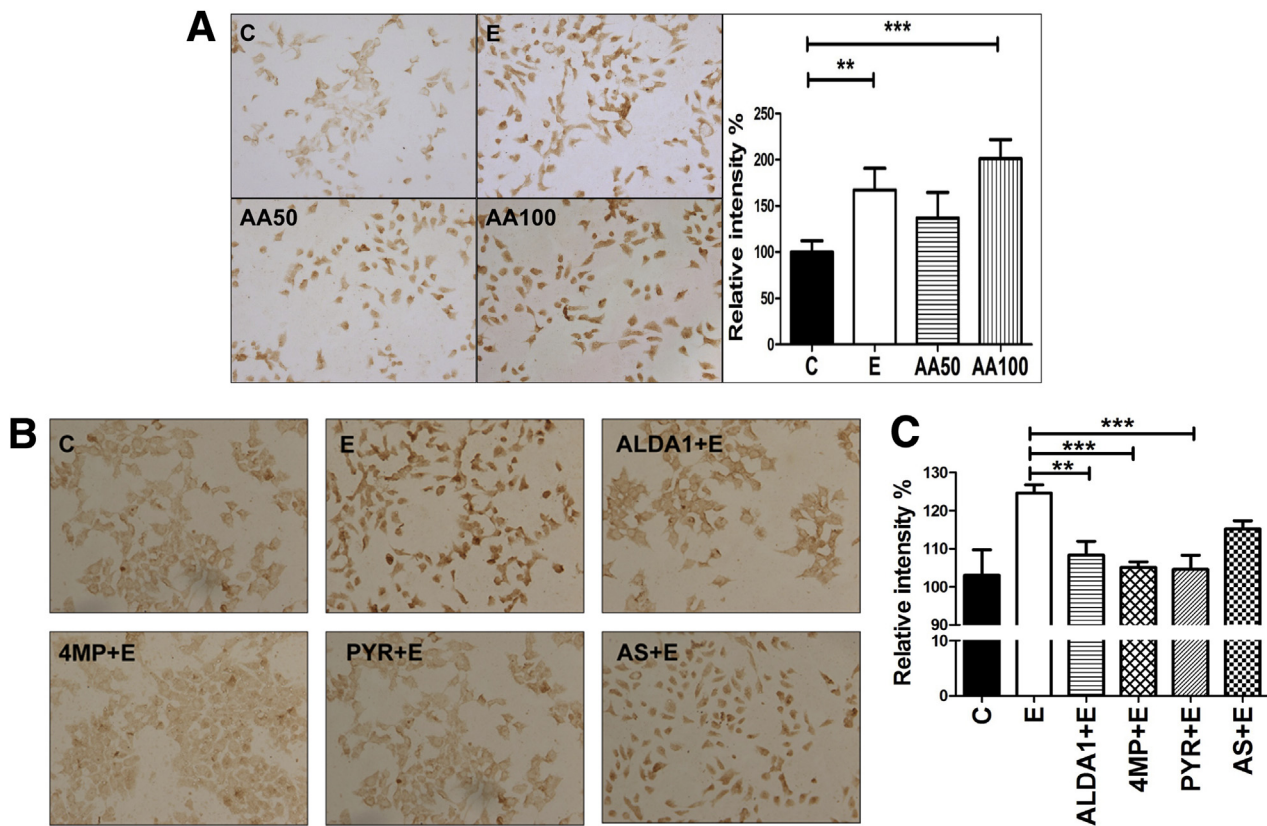 A
C
E
AA50
AA100
***
**
Relative intensity %
250
200
150
100
50
0
C
E
AA50
AA100
B
C
E
ALDA1+E
4MP+E
PYR+E
AS+E
C
***
***
**
Relative intensity %
130
120
110
100
90
10
0
C
E
ALDA1+E
4MP+E
PYR+E
AS+E